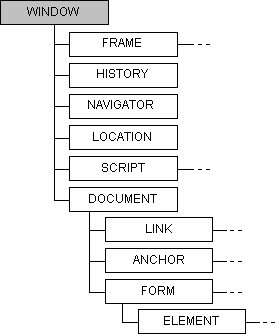 WINDOW
FRAME
HISTORY
NAVIGATOR
LOCATION
SCRIPT
DOCUMENT
LINK
ANCHOR
FORM
ELEMENT